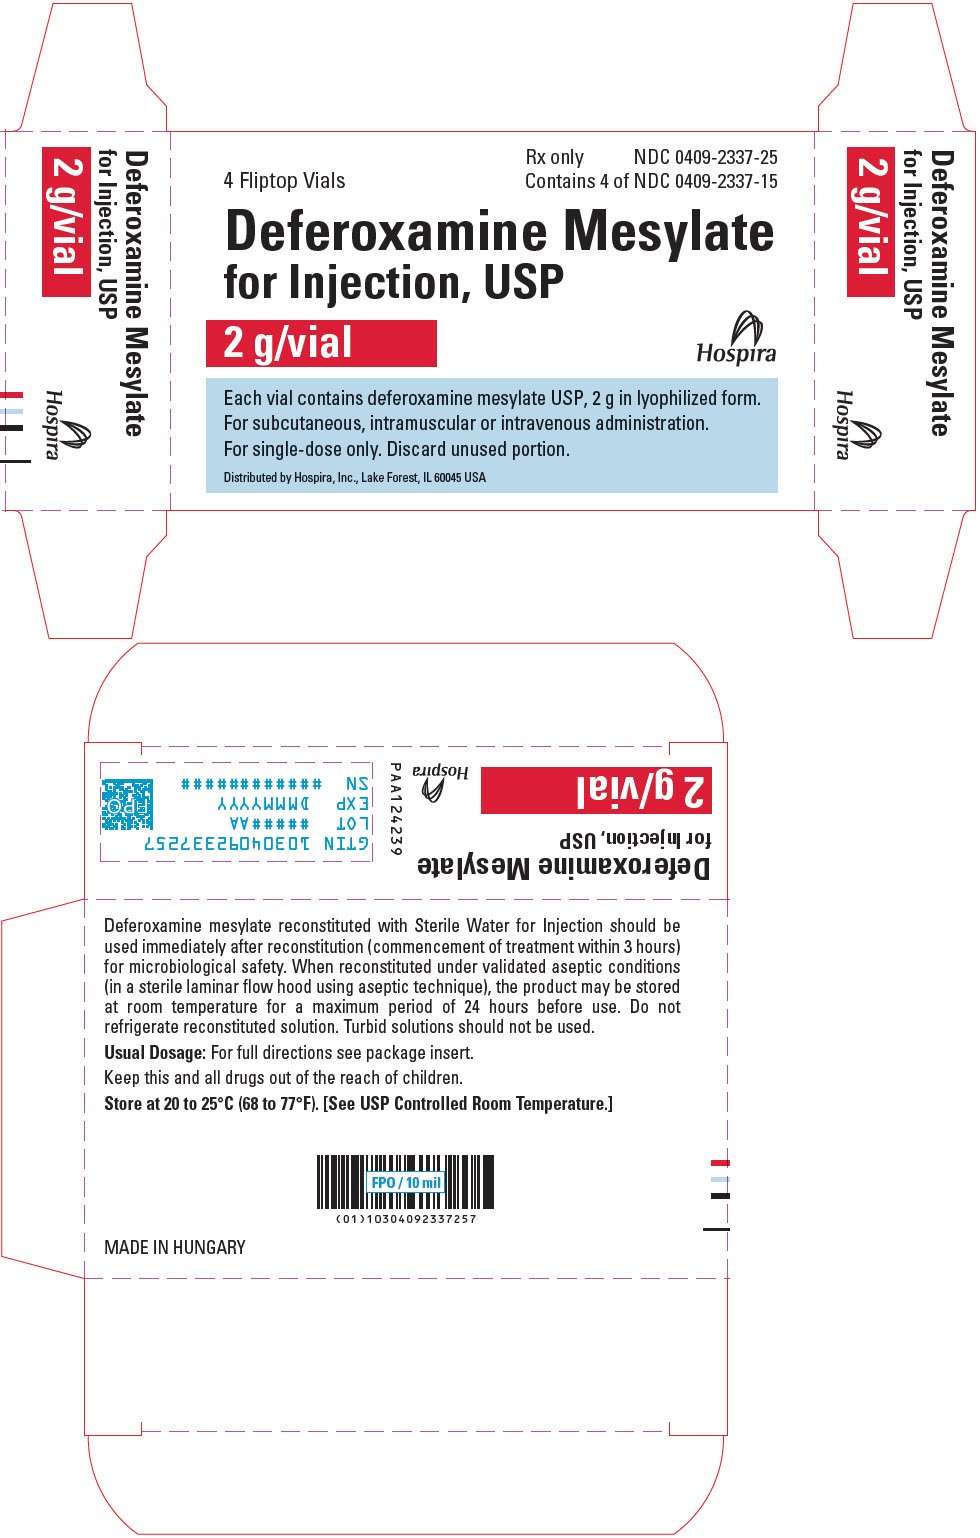 Deferoxamine Mesylate
for Injection, USP
2 g/vial
Hospira
4 Fliptop Vials
Rx only NDC 0409-2337-25
Contains 4 of NDC 0409-2337-15
Deferoxamine Mesylate
for Injection, USP
2 g/vial
Hospira
Each vial contains deferoxamine mesylate USP, 2 g in lyophilized form.
For subcutaneous, intramuscular or intravenous administration.
For single-dose only. Discard unused portion.
Distributed by Hospira, Inc., Lake Forest, IL 60045 USA
Deferoxamine Mesylate
for Injection, USP
2 g/vial
Hospira
Deferoxamine Mesylate
for Injection, USP
2 g/vial
Hospira
PAA124239
GTIN 10304092337257
LOT ######AA
EXP DMMMYYYY
SN ############
FPO
Deferoxamine mesylate reconstituted with Sterile Water for Injection should be
used immediately after reconstitution (commencement of treatment within 3 hours)
for microbiological safety. When reconstituted under validated aseptic conditions
(in a sterile laminar flow hood using aseptic technique), the product may be stored
at room temperature for a maximum period of 24 hours before use. Do not
refrigerate reconstituted solution. Turbid solutions should not be used.
Usual Dosage: For full directions see package insert.
Keep this and all drugs out of the reach of children.
Store at 20 to 25°C (68 to 77°F). [See USP Controlled Room Temperature.]
FPO / 10 mil
(01)10304092337257
MADE IN HUNGARY